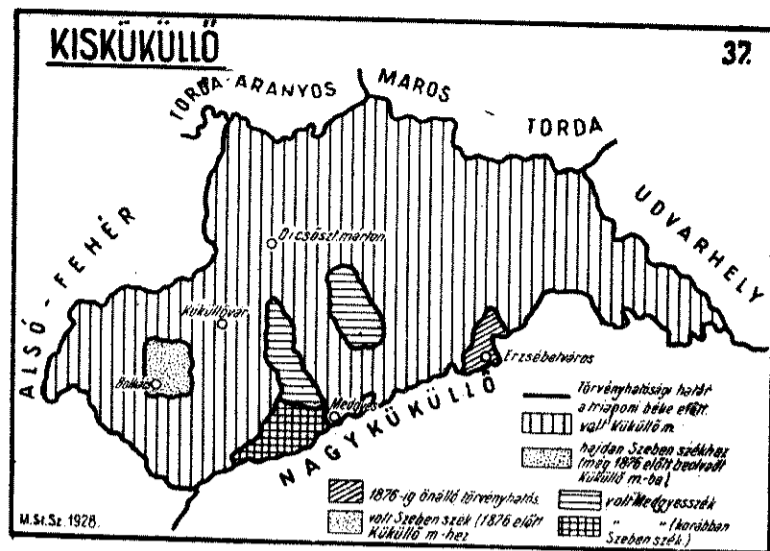 KISKÜKÜLLŐ
37.
TORDA-ARANYOS
MAROS
TORDA
UDVARHELY
ALSÓ-FEHÉR
Dicsőszt.márton
Küküllővár
Erzsébetváros
Medgyes
NAGYKÜKÜLLŐ
Törvényhatósági határ
a trianoni béke előtt.
volt Küküllő m.
hajdan Szeben székhez
(még 1876 előtt beolvadt
Küküllő m.-ba)
1876-ig önálló törvényhatós.
volt Medgyesszék
volt Szeben szék (1876 előtt
Küküllő m-hez
" " (korábban
Szeben szék.)
M.St.Sz. 1928.